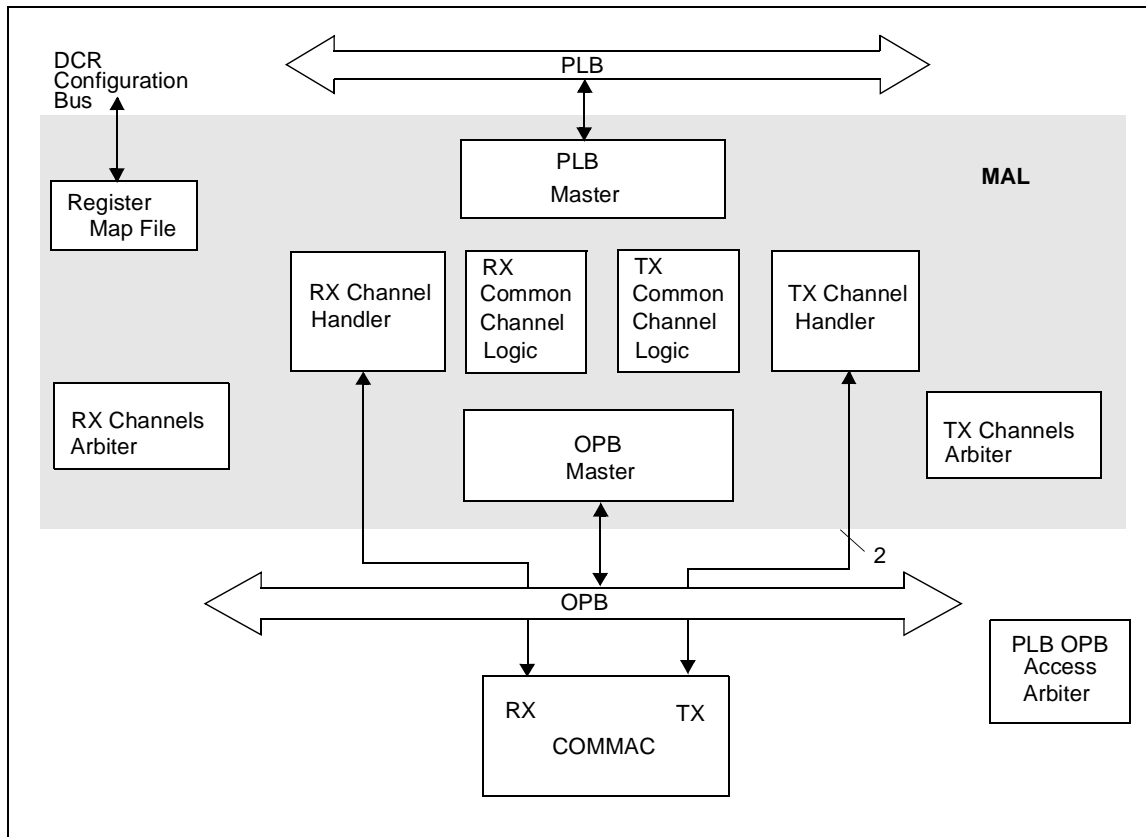 DCR
Configuration
Bus
PLB
PLB
Master
MAL
Register
Map File
RX Channel
Handler
RX
Common
Channel
Logic
TX
Common
Channel
Logic
TX Channel
Handler
RX Channels
Arbiter
OPB
Master
TX Channels
Arbiter
2
OPB
PLB OPB
Access
Arbiter
RX
TX
COMMAC